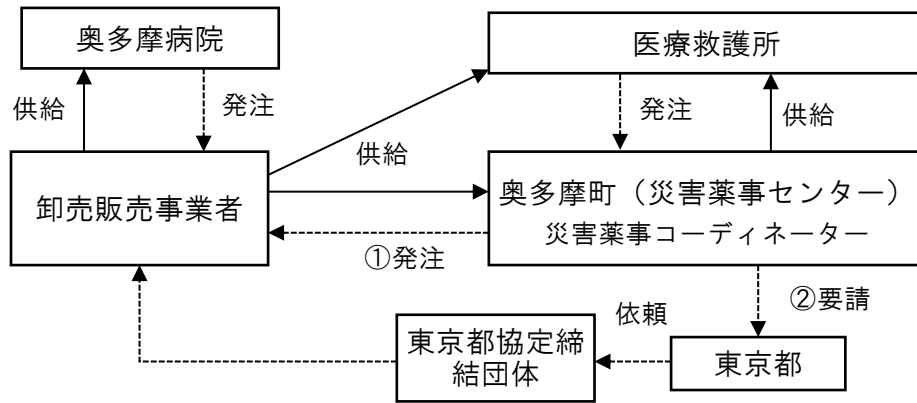 奥多摩病院
医療救護所
供給
発注
発注
供給
供給
卸売販売事業者
奥多摩町（災害薬事センター）
災害薬事コーディネーター
①発注
②要請
依頼
東京都協定締
結団体
東京都